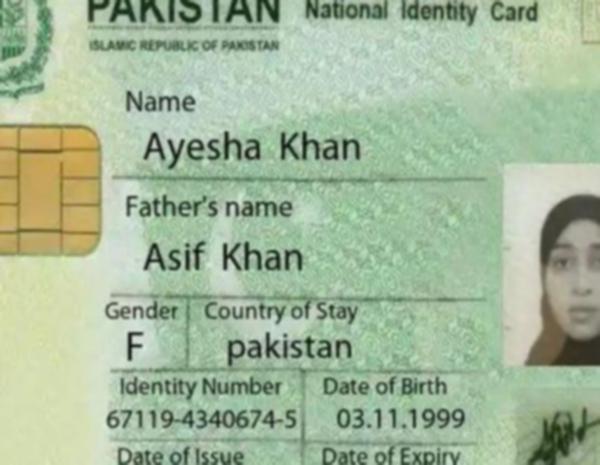 PAKISTAN National Identity Card
ISLAMIC REPUBLIC OF PAKISTAN
Name
Ayesha Khan
Father's name
Asif Khan
Gender Country of Stay
F pakistan
Identity Number Date of Birth
67119-4340674-5 03.11.1999
Date of Issue Date of Expiry